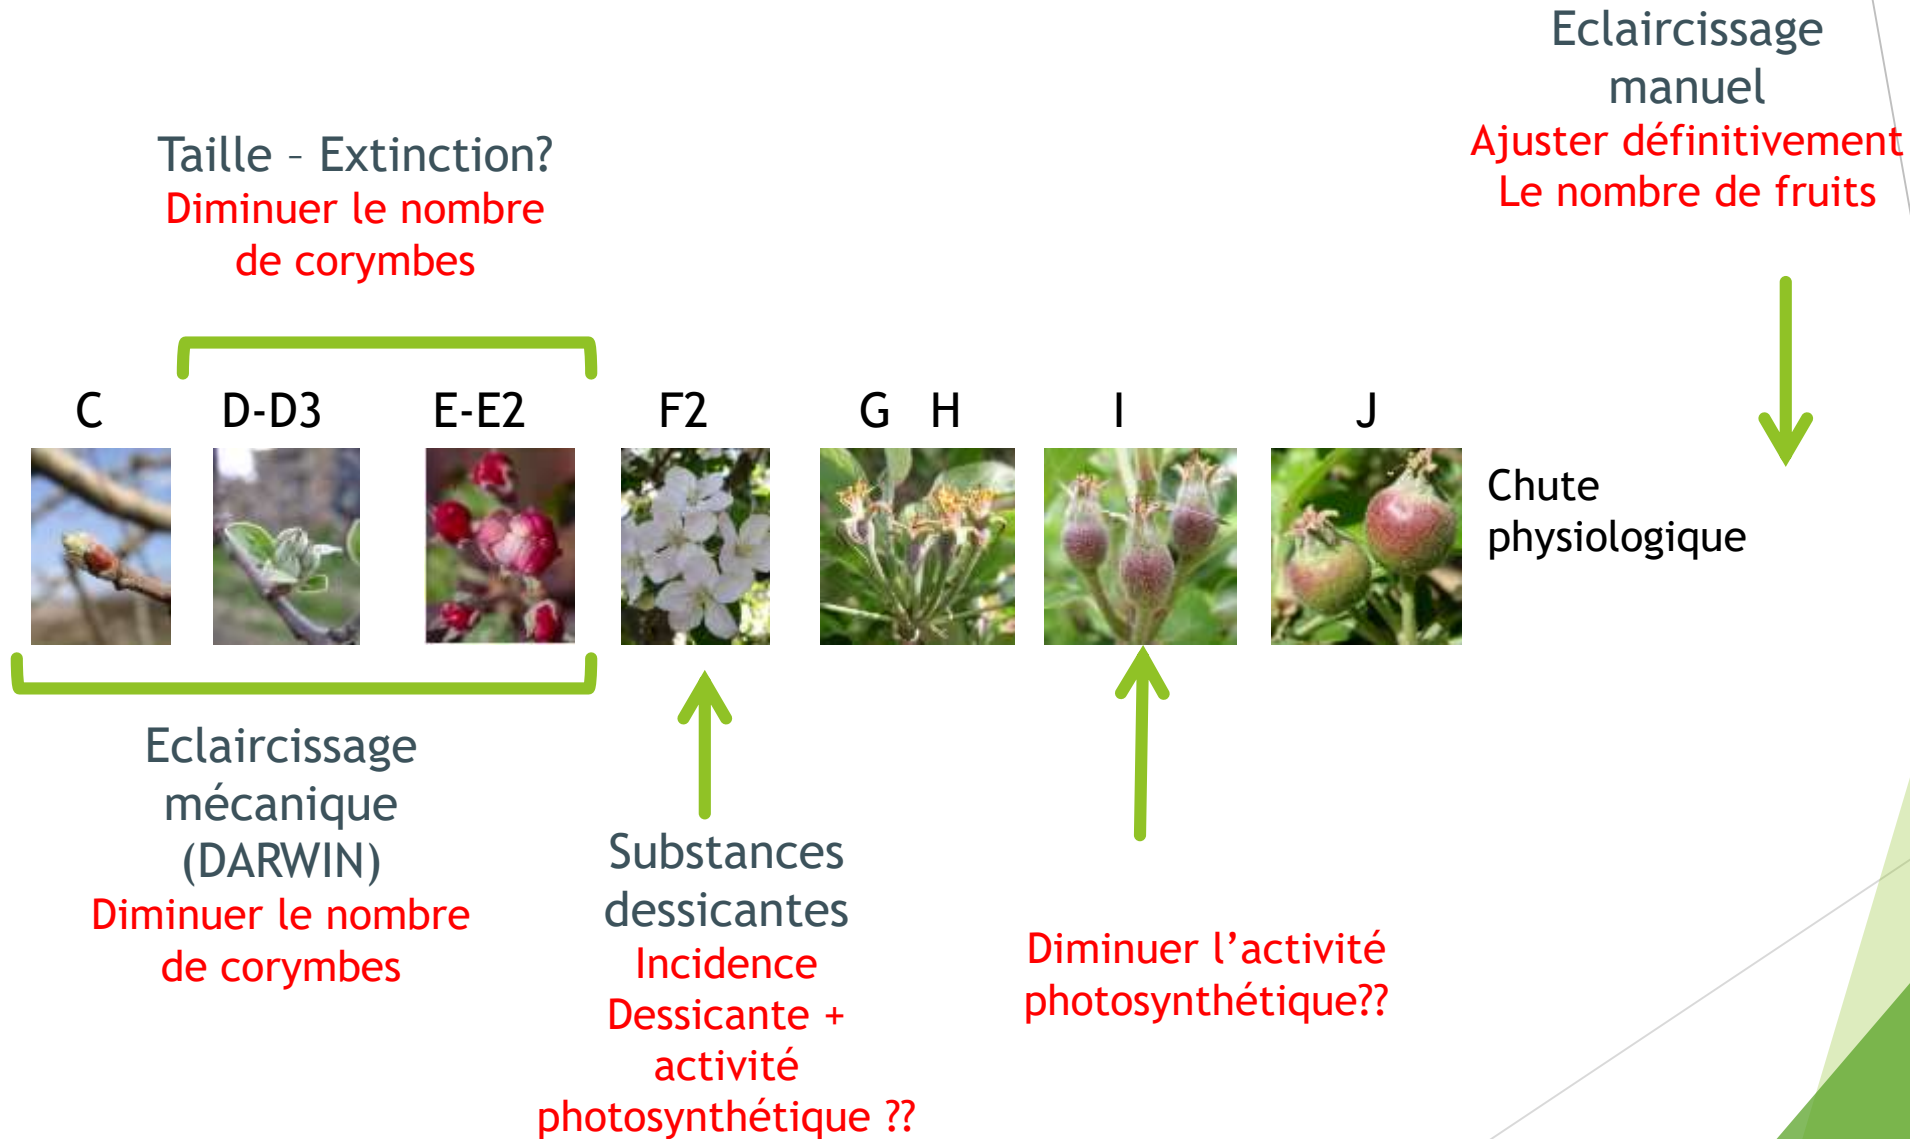 Eclaircissage
manuel
Ajuster définitivement
Le nombre de fruits
Taille – Extinction?
Diminuer le nombre
de corymbes
C
D-D3
E-E2
F2
G H
I
J
Chute
physiologique
Eclaircissage
mécanique
(DARWIN)
Diminuer le nombre
de corymbes
Substances
dessicantes
Incidence
Dessicante +
activité
photosynthétique ??
Diminuer l’activité
photosynthétique??